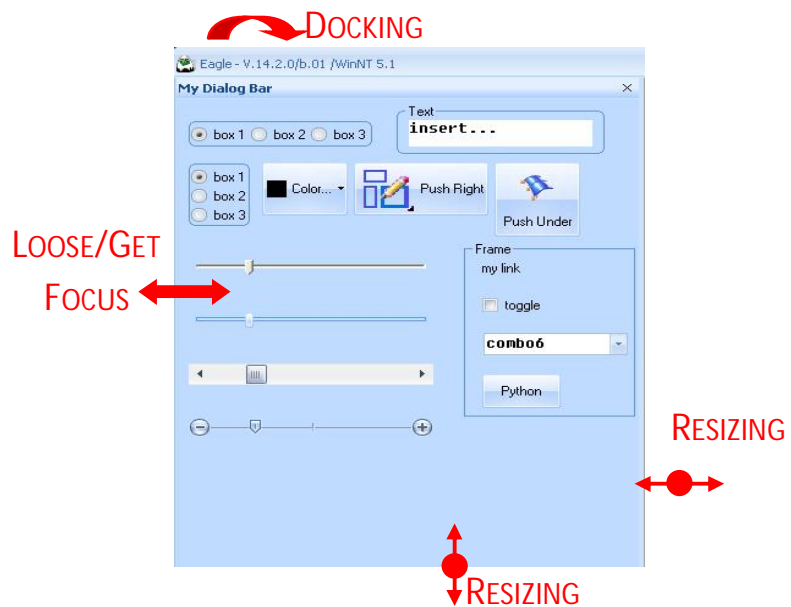 DOCKING
Eagle - V.14.2.0/b.01 /WinNT 5.1
My Dialog Bar
box 1 box 2 box 3
Text
insert...
box 1
box 2
box 3
Color...
Push Right
Push Under
LOOSE/GET
FOCUS
Frame
my link
toggle
combo6
Python
RESIZING
RESIZING